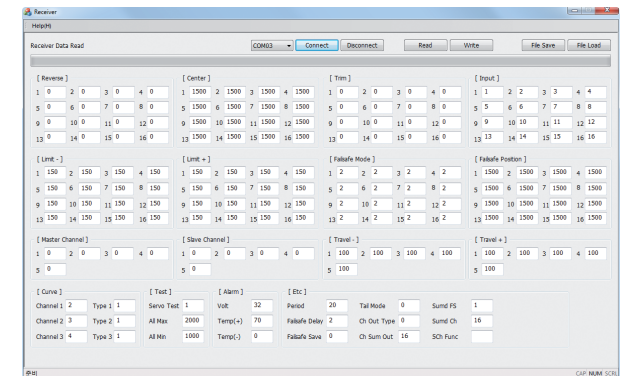 Receiver
Help(H)
Receiver Data Read COM03 Connect Disconnect Read Write File Save File Load
[ Reverse ] [ Center ] [ Trim ] [ Input ]
1 0 2 0 3 0 4 0 1 1500 2 1500 3 1500 4 1500 1 0 2 0 3 0 4 0 1 1 2 2 3 3 4 4
5 0 6 0 7 0 8 0 5 1500 6 1500 7 1500 8 1500 5 0 6 0 7 0 8 0 5 5 6 6 7 7 8 8
9 0 10 0 11 0 12 0 9 1500 10 1500 11 1500 12 1500 9 0 10 0 11 0 12 0 9 9 10 10 11 11 12 12
13 0 14 0 15 0 16 0 13 1500 14 1500 15 1500 16 1500 13 0 14 0 15 0 16 0 13 13 14 14 15 15 16 16
[ Limit - ] [ Limit + ] [ Failsafe Mode ] [ Failsafe Position ]
1 150 2 150 3 150 4 150 1 150 2 150 3 150 4 150 1 2 2 2 3 2 4 2 1 1500 2 1500 3 1500 4 1500
5 150 6 150 7 150 8 150 5 150 6 150 7 150 8 150 5 2 6 2 7 2 8 2 5 1500 6 1500 7 1500 8 1500
9 150 10 150 11 150 12 150 9 150 10 150 11 150 12 150 9 2 10 2 11 2 12 2 9 1500 10 1500 11 1500 12 1500
13 150 14 150 15 150 16 150 13 150 14 150 15 150 16 150 13 2 14 2 15 2 16 2 13 1500 14 1500 15 1500 16 1500
[ Master Channel ] [ Slave Channel ] [ Travel - ] [ Travel + ]
1 0 2 0 3 0 4 0 1 0 2 0 3 0 4 0 1 100 2 100 3 100 4 100 1 100 2 100 3 100 4 100
5 0 5 0 5 100 5 100
[ Curve ] [ Test ] [ Alarm ] [ Etc ]
Channel 1 2 Type 1 1 Servo Test 1 Volt 32 Period 20 Tail Mode 0 Sumd FS 1
Channel 2 3 Type 2 1 All Max 2000 Temp(+) 70 Failsafe Delay 2 Ch Out Type 0 Sumd Ch 16
Channel 3 4 Type 3 1 All Min 1000 Temp(-) 0 Failsafe Save 0 Ch Sum Out 16 SCh Func
준비 CAP NUM SCRL